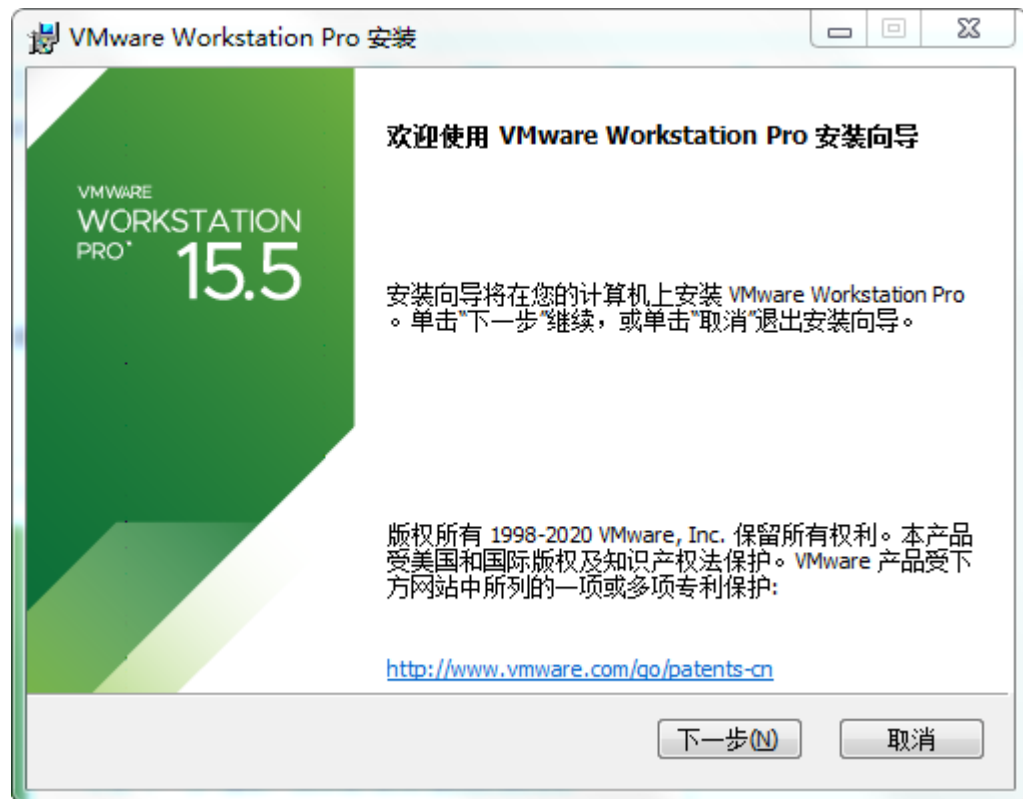 VMware Workstation Pro 安装
欢迎使用 VMware Workstation Pro 安装向导
VMWARE
WORKSTATION
PRO
15.5
安装向导将在您的计算机上安装 VMware Workstation Pro
。单击"下一步"继续，或单击"取消"退出安装向导。
版权所有 1998-2020 VMware, Inc. 保留所有权利。本产品
受美国和国际版权及知识产权法保护。VMware 产品受下
方网站中所列的一项或多项专利保护:
http://www.vmware.com/go/patents-cn
下一步(N)
取消